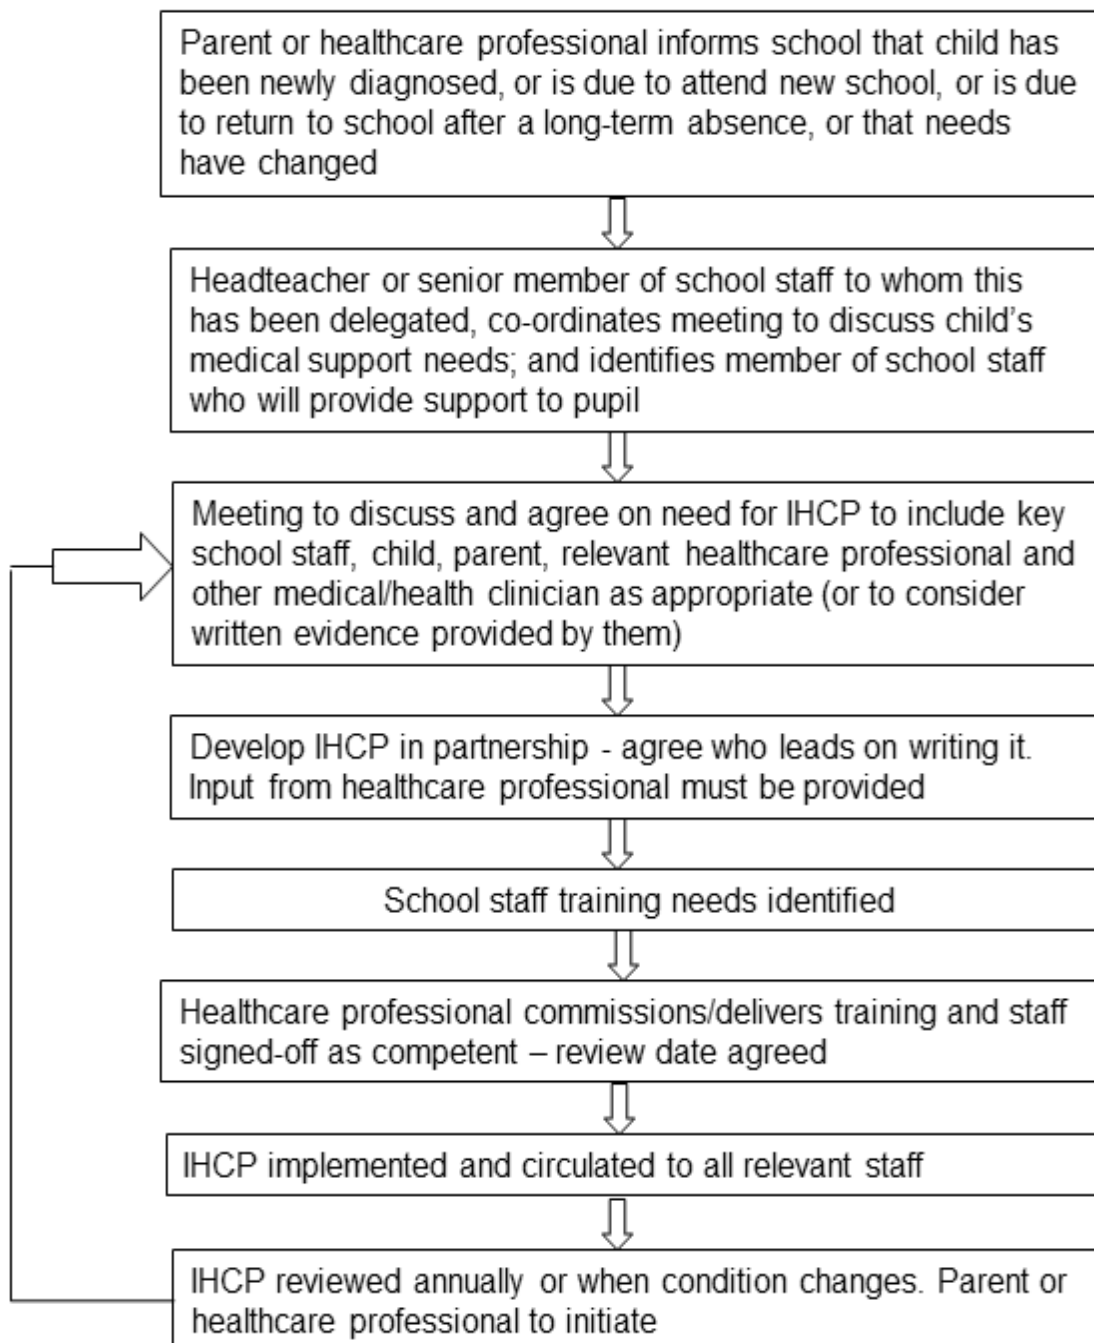 Parent or healthcare professional informs school that child has
been newly diagnosed, or is due to attend new school, or is due
to return to school after a long-term absence, or that needs
have changed
Headteacher or senior member of school staff to whom this
has been delegated, co-ordinates meeting to discuss child’s
medical support needs; and identifies member of school staff
who will provide support to pupil
Meeting to discuss and agree on need for IHCP to include key
school staff, child, parent, relevant healthcare professional and
other medical/health clinician as appropriate (or to consider
written evidence provided by them)
Develop IHCP in partnership - agree who leads on writing it.
Input from healthcare professional must be provided
School staff training needs identified
Healthcare professional commissions/delivers training and staff
signed-off as competent – review date agreed
IHCP implemented and circulated to all relevant staff
IHCP reviewed annually or when condition changes. Parent or
healthcare professional to initiate